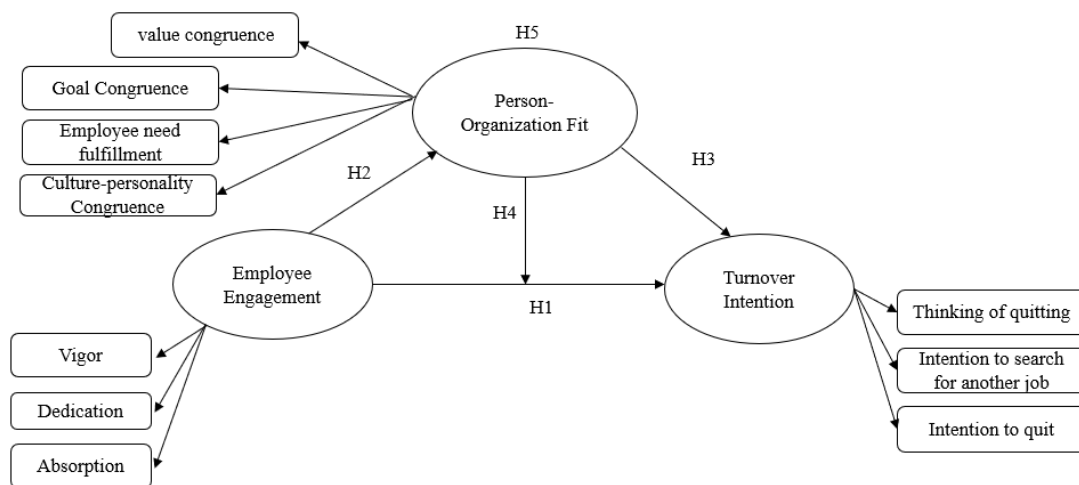 value congruence
H5
Goal Congruence
Person-
Organization Fit
Employee need
fulfillment
Culture-personality
Congruence
H2
H3
H4
Employee
Engagement
H1
Turnover
Intention
Vigor
Dedication
Absorption
Thinking of quitting
Intention to search
for another job
Intention to quit